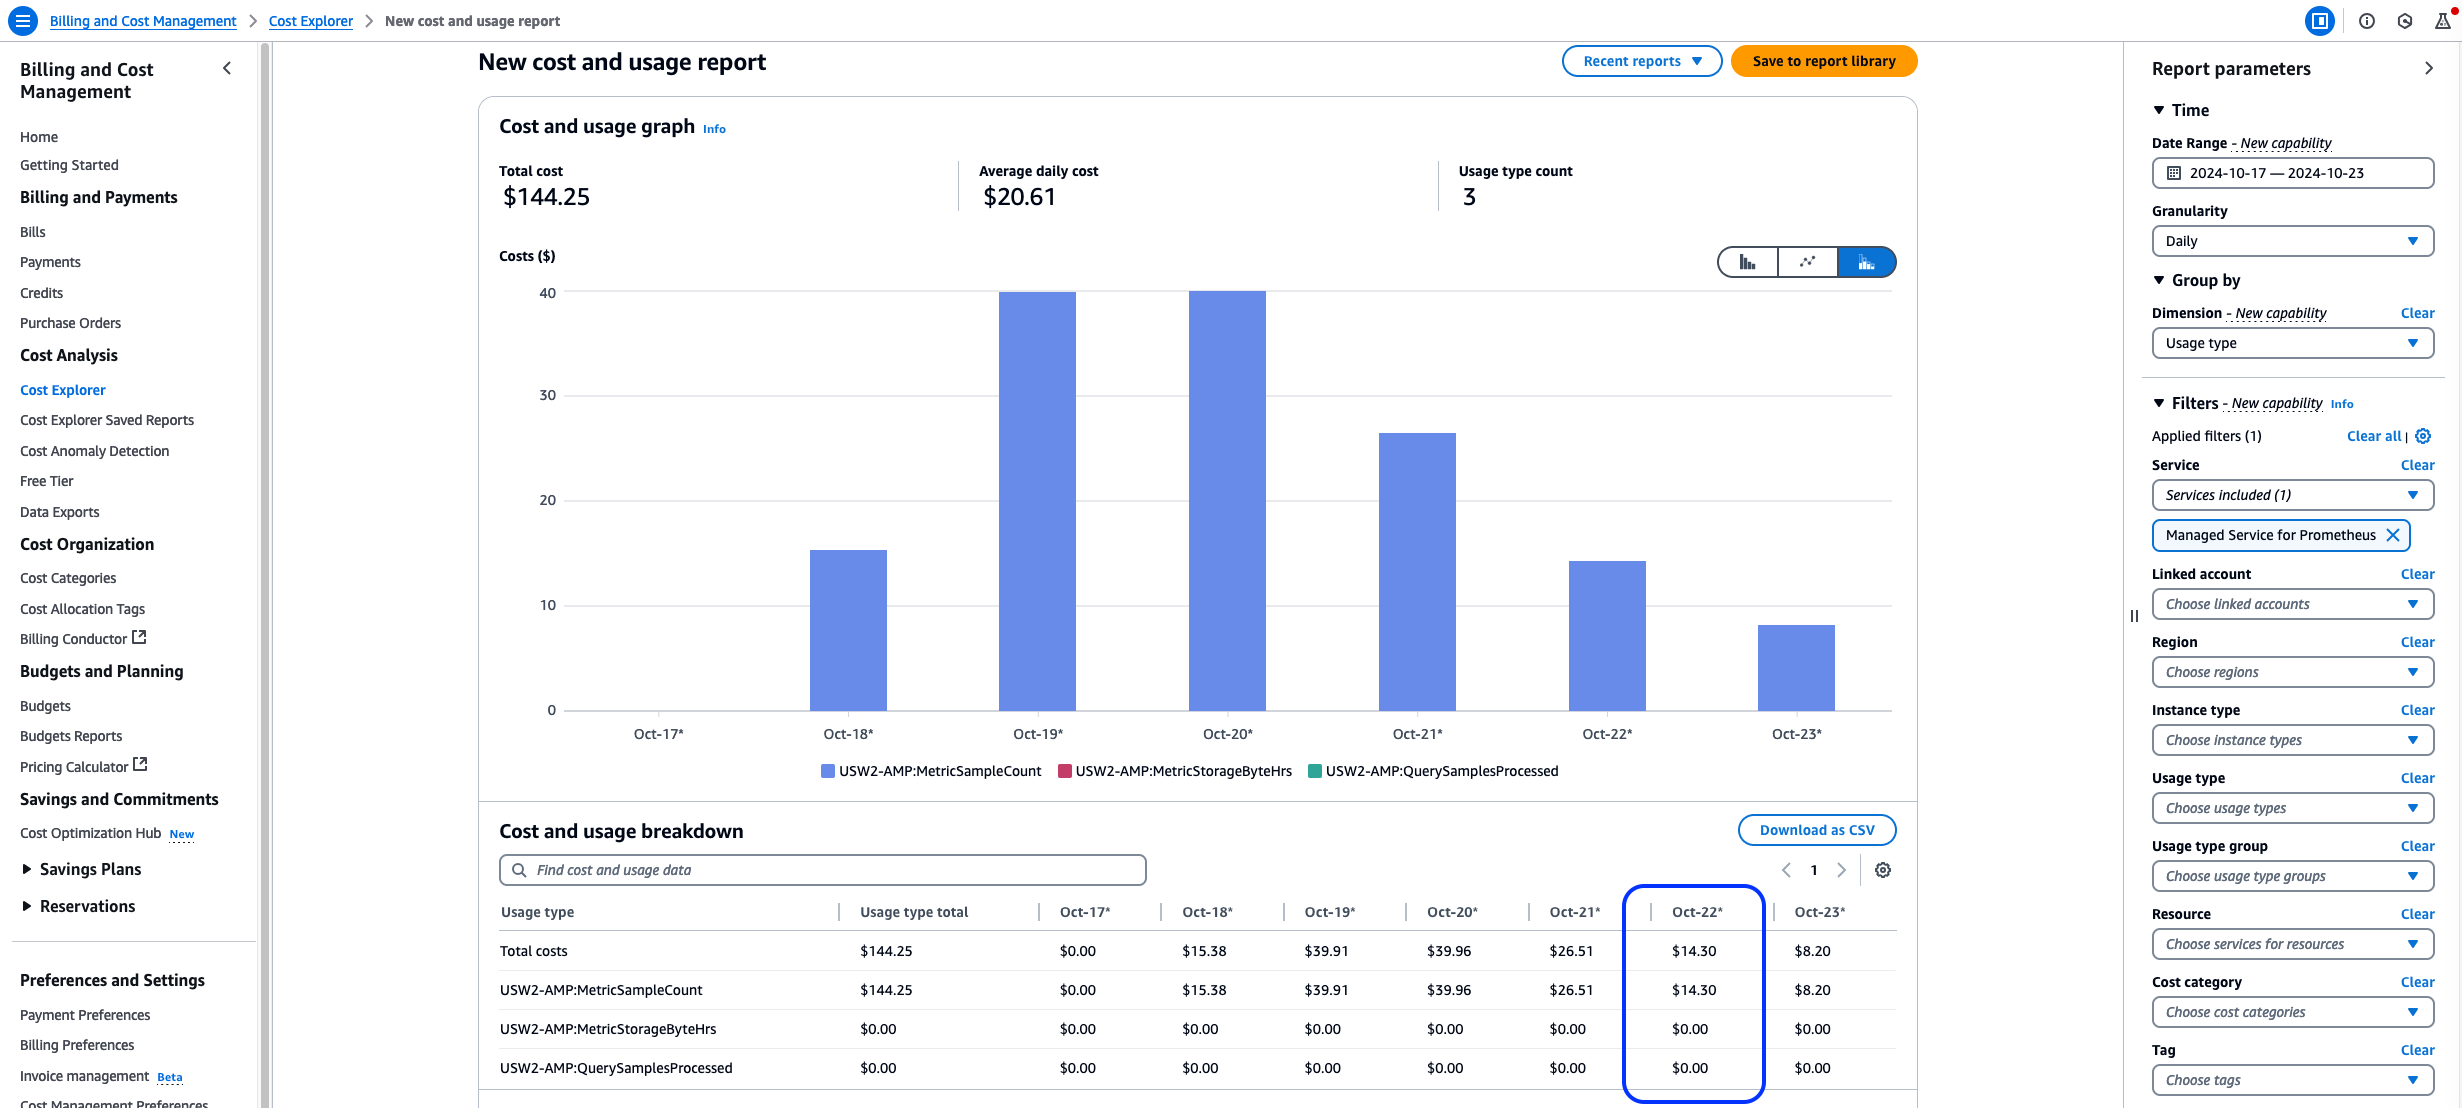 Billing and Cost Management > Cost Explorer > New cost and usage report
Billing and Cost
Management
Home
Getting Started
Billing and Payments
Bills
Payments
Credits
Purchase Orders
Cost Analysis
Cost Explorer
Cost Explorer Saved Reports
Cost Anomaly Detection
Free Tier
Data Exports
Cost Organization
Cost Categories
Cost Allocation Tags
Billing Conductor
Budgets and Planning
Budgets
Budgets Reports
Pricing Calculator
Savings and Commitments
Cost Optimization Hub New
Savings Plans
Reservations
Preferences and Settings
Payment Preferences
Billing Preferences
Invoice management Beta
Cost Management Preferences
New cost and usage report
Recent reports
Save to report library
Cost and usage graph Info
Total cost
$144.25
Average daily cost
$20.61
Usage type count
3
Costs ($)
40
30
20
10
0
Oct-17* Oct-18* Oct-19* Oct-20* Oct-21* Oct-22* Oct-23*
USW2-AMP:MetricSampleCount USW2-AMP:MetricStorageByteHrs USW2-AMP:QuerySamplesProcessed
Cost and usage breakdown
Download as CSV
Find cost and usage data
1
Usage type Usage type total Oct-17* Oct-18* Oct-19* Oct-20* Oct-21* Oct-22* Oct-23*
Total costs $144.25 $0.00 $15.38 $39.91 $39.96 $26.51 $14.30 $8.20
USW2-AMP:MetricSampleCount $144.25 $0.00 $15.38 $39.91 $39.96 $26.51 $14.30 $8.20
USW2-AMP:MetricStorageByteHrs $0.00 $0.00 $0.00 $0.00 $0.00 $0.00 $0.00 $0.00
USW2-AMP:QuerySamplesProcessed $0.00 $0.00 $0.00 $0.00 $0.00 $0.00 $0.00 $0.00
Report parameters
Time
Date Range - New capability
2024-10-17 — 2024-10-23
Granularity
Daily
Group by
Dimension - New capability Clear
Usage type
Filters - New capability Info
Applied filters (1) Clear all |
Service Clear
Services included (1)
Managed Service for Prometheus
Linked account Clear
Choose linked accounts
Region Clear
Choose regions
Instance type Clear
Choose instance types
Usage type Clear
Choose usage types
Usage type group Clear
Choose usage type groups
Resource Clear
Choose services for resources
Cost category Clear
Choose cost categories
Tag Clear
Choose tags